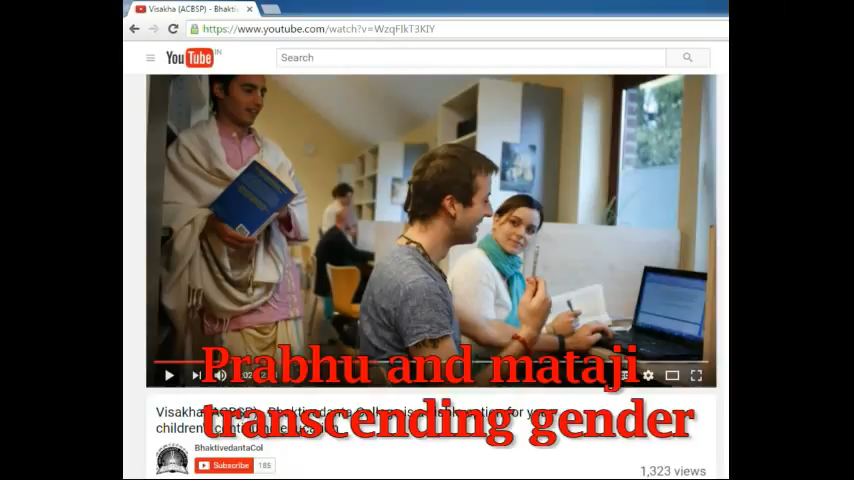 Visakha (ACBSP) - Bhakti
https://www.youtube.com/watch?v=WzqFIkT3KIY
YouTube IN
Search
Prabhu and mataji
transcending gender
Visakha
children's
BhaktivedantaCol
Subscribe 185
1,323 views